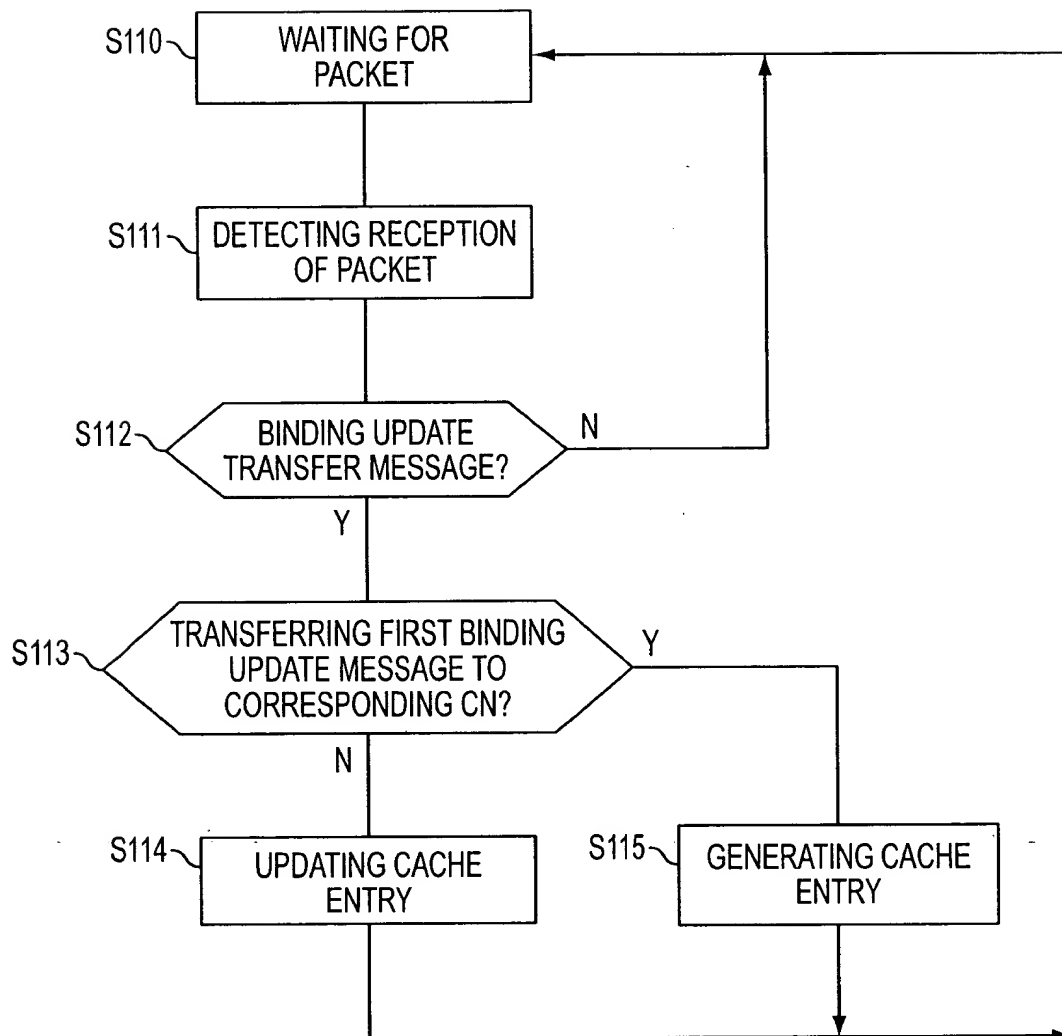 S110
WAITING FOR
PACKET
S111
DETECTING RECEPTION
OF PACKET
S112
BINDING UPDATE
TRANSFER MESSAGE?
N
Y
S113
TRANSFERRING FIRST BINDING
UPDATE MESSAGE TO
CORRESPONDING CN?
Y
N
S114
UPDATING CACHE
ENTRY
S115
GENERATING CACHE
ENTRY